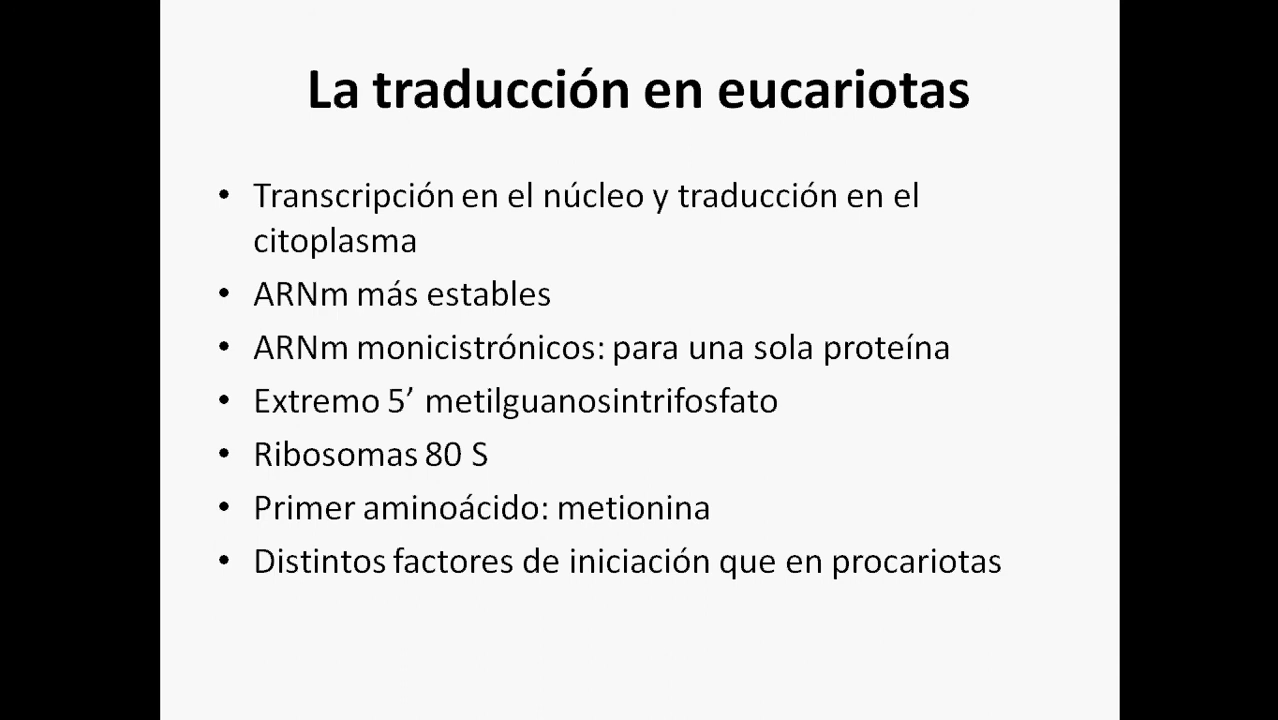 La traducción en eucariotas
• Transcripción en el núcleo y traducción en el
citoplasma
• ARNm más estables
• ARNm monicistrónicos: para una sola proteína
• Extremo 5’ metilguanosintrifosfato
• Ribosomas 80 S
• Primer aminoácido: metionina
• Distintos factores de iniciación que en procariotas